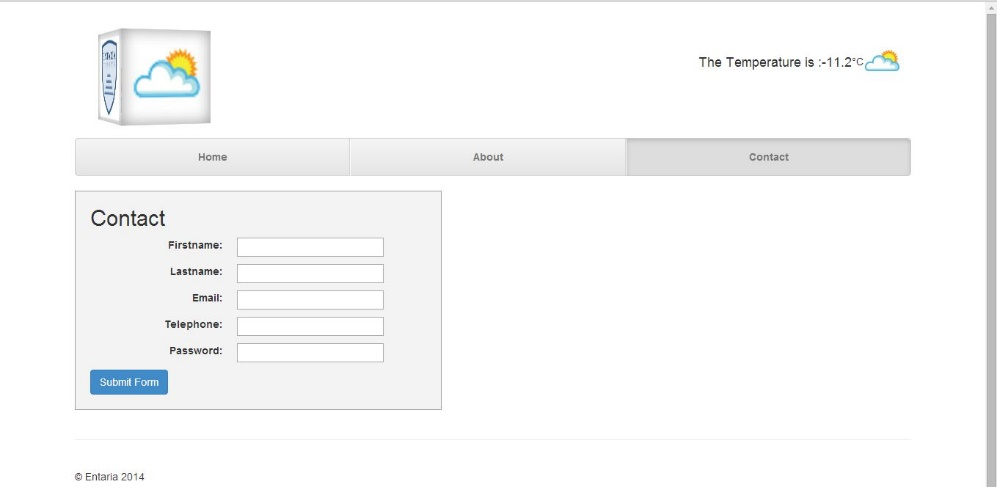 The Temperature is :-11.2°C
Home About Contact
Contact
Firstname:
Lastname:
Email:
Telephone:
Password:
Submit Form
© Entaria 2014